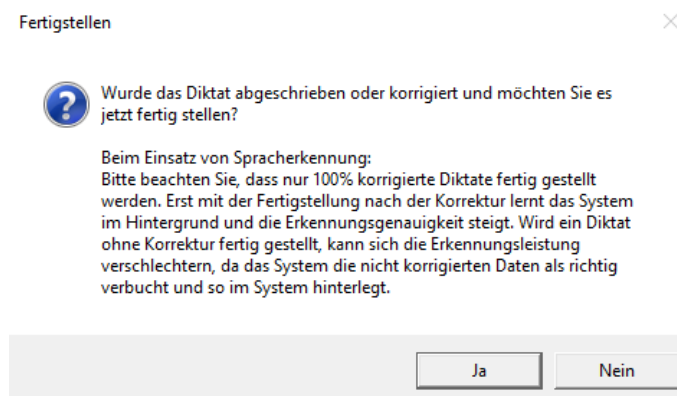 Fertigstellen
Wurde das Diktat abgeschrieben oder korrigiert und möchten Sie es
jetzt fertig stellen?
Beim Einsatz von Spracherkennung:
Bitte beachten Sie, dass nur 100% korrigierte Diktate fertig gestellt
werden. Erst mit der Fertigstellung nach der Korrektur lernt das System
im Hintergrund und die Erkennungsgenauigkeit steigt. Wird ein Diktat
ohne Korrektur fertig gestellt, kann sich die Erkennungsleistung
verschlechtern, da das System die nicht korrigierten Daten als richtig
verbucht und so im System hinterlegt.
Ja Nein